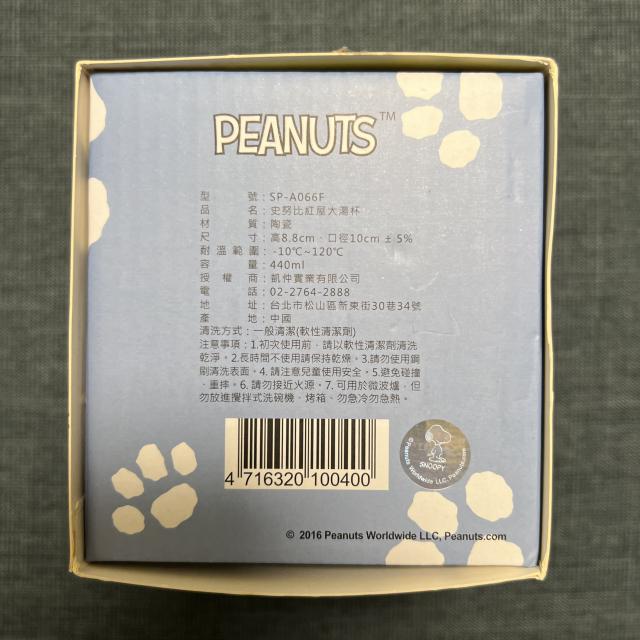 PEANUTS™
型號：SP-A066F
品名：史努比紅屋大湯杯
材質：陶瓷
尺寸：高8.8cm．口徑10cm ± 5%
耐溫範圍：-10℃~120℃
容量：440ml
授權商：凱仲實業有限公司
電話：02-2764-2888
地址：台北市松山區新東街30巷34號
產地：中國
清洗方式：一般清潔(軟性清潔劑)
注意事項：1.初次使用前，請以軟性清潔劑清洗
乾淨。2.長時間不使用請保持乾燥。3.請勿使用鋼
刷清洗表面。4.請注意兒童使用安全。5.避免碰撞
、重摔。6.請勿接近火源。7.可用於微波爐，但
勿放進攪拌式洗碗機、烤箱、勿急冷勿急熱。
4 716320 100400
SNOOPY
©Peanuts Worldwide LLC, Peanuts.com
© 2016 Peanuts Worldwide LLC, Peanuts.com